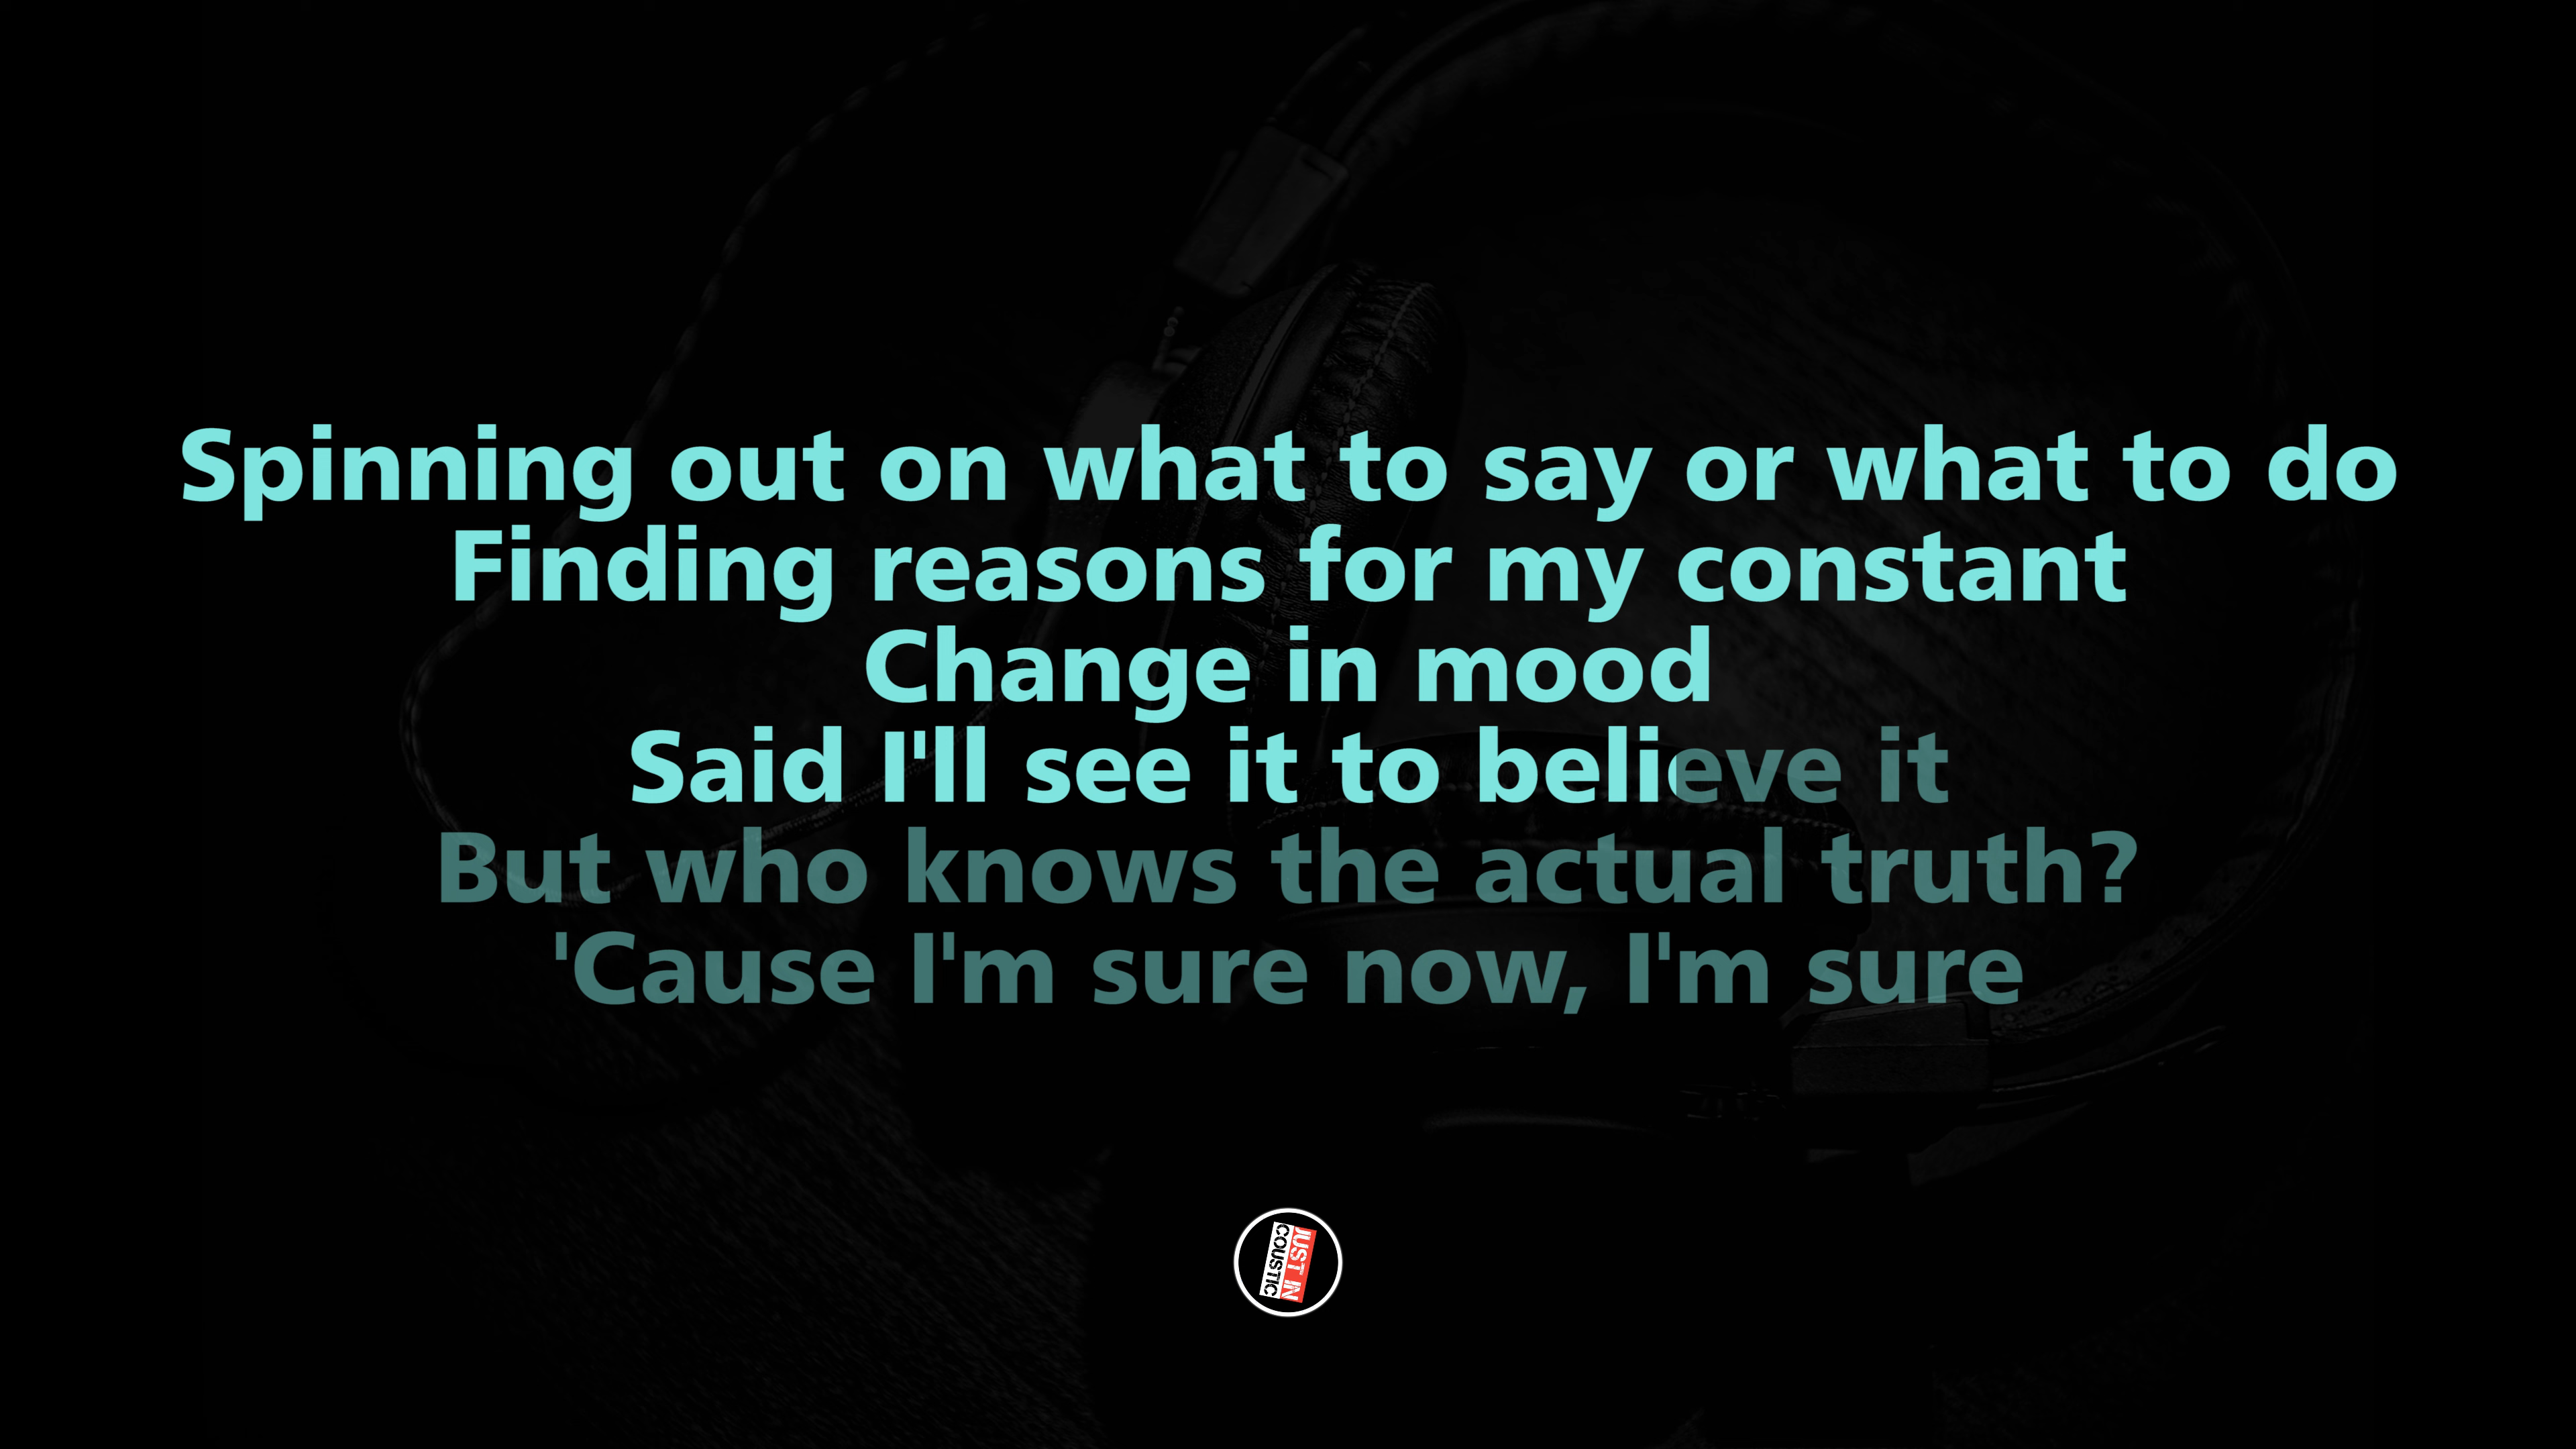 Spinning out on what to say or what to do
Finding reasons for my constant
Change in mood
Said I'll see it to believe it
But who knows the actual truth?
'Cause I'm sure now, I'm sure
JUST IN
COUSTIC